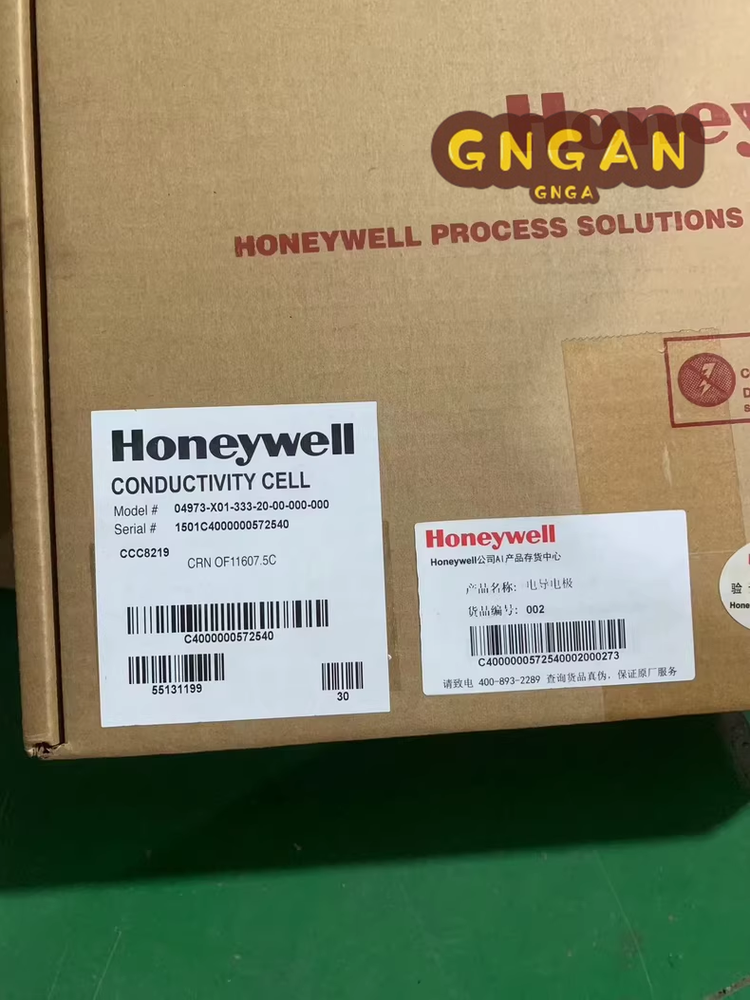 Honey
GNGAN
GNGA
HONEYWELL PROCESS SOLUTIONS
Honeywell
CONDUCTIVITY CELL
Model # 04973-X01-333-20-00-000-000
Serial # 1501C4000000572540
CCC8219
CRN OF11607.5C
C4000000572540
55131199
30
Honeywell
Honeywell公司AI产品存货中心
产品名称: 电导电极
货品编号: 002
C4000000572540002000273
请致电 400-893-2289 查询货品真伪, 保证原厂服务
验
Hone